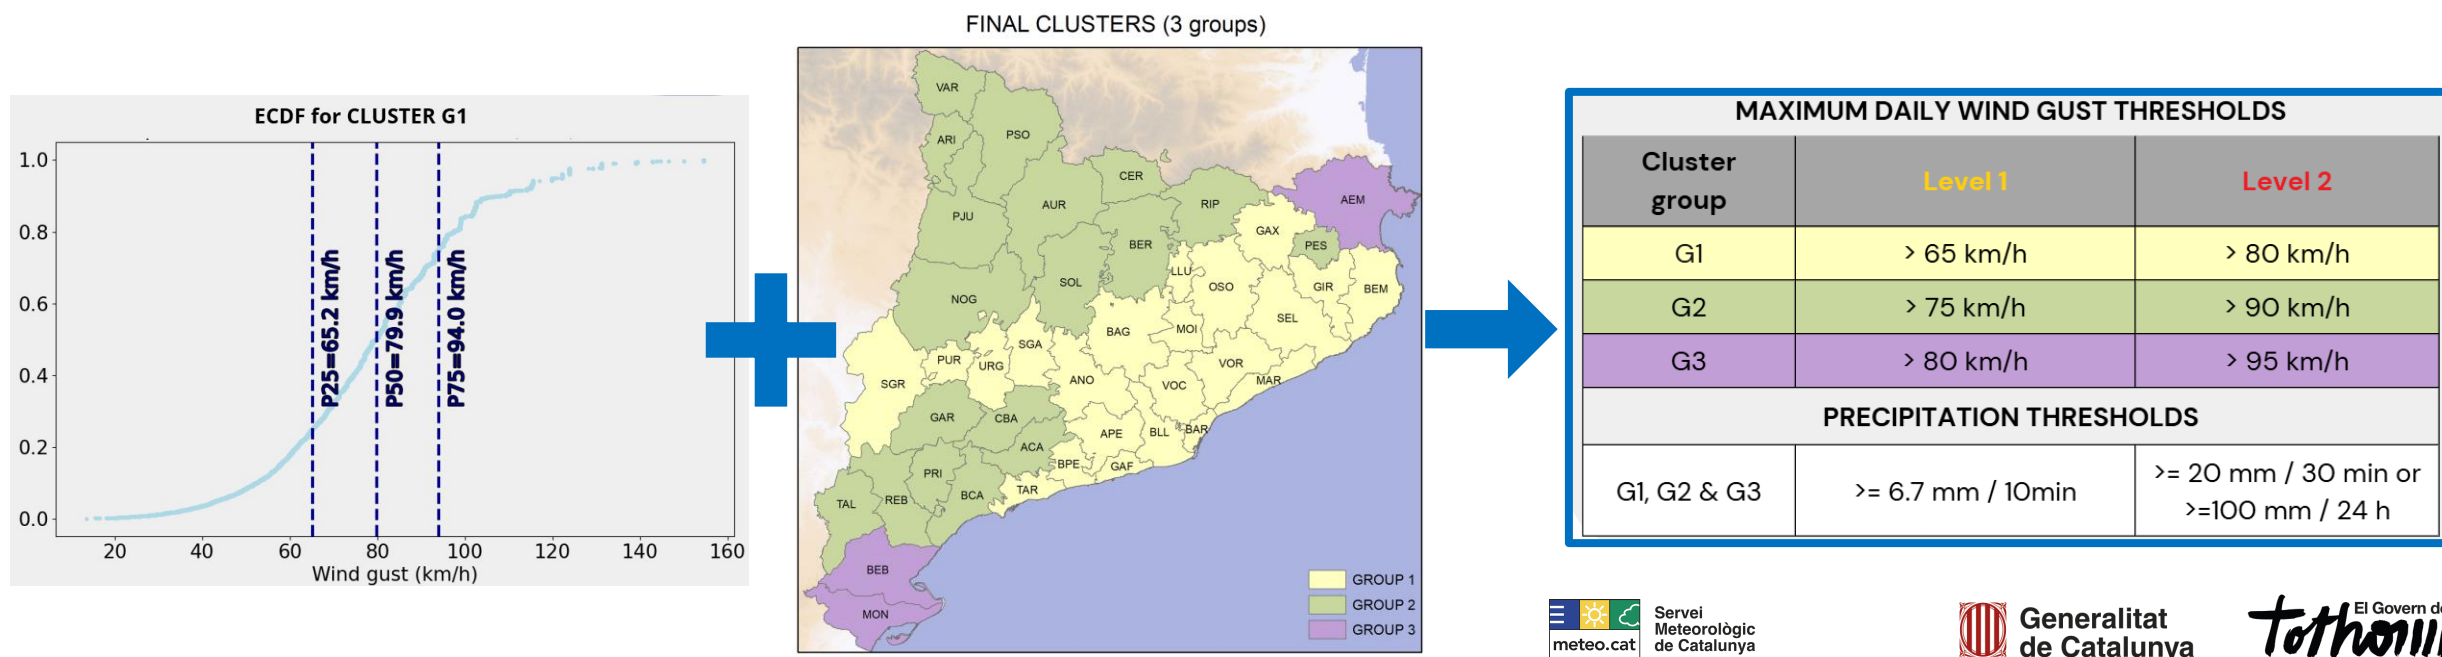 ECDF for CLUSTER G1
1.0
0.8
0.6
0.4
0.2
0.0
P25=65.2 km/h
P50=79.9 km/h
P75=94.0 km/h
20 40 60 80 100 120 140 160
Wind gust (km/h)
FINAL CLUSTERS (3 groups)
VAR
ARI
PSO
CER
PJU
AUR
RIP
AEM
GAX
BER
PES
SOL
LLU
OSO
GIR
BEM
NOG
BAG
MOI
SEL
SGA
PUR
URG
VOR
SGR
ANO
VOC
MAR
GAR
CBA
APE
BLL
BAR
ACA
BPE
GAF
PRI
TAL
REB
BCA
TAR
BEB
MON
GROUP 1
GROUP 2
GROUP 3
MAXIMUM DAILY WIND GUST THRESHOLDS
Cluster group Level 1 Level 2
G1 > 65 km/h > 80 km/h
G2 > 75 km/h > 90 km/h
G3 > 80 km/h > 95 km/h
PRECIPITATION THRESHOLDS
G1, G2 & G3 >= 6.7 mm / 10min >= 20 mm / 30 min or
>=100 mm / 24 h
meteo.cat
Servei
Meteorològic
de Catalunya
Generalitat
de Catalunya
El Govern de